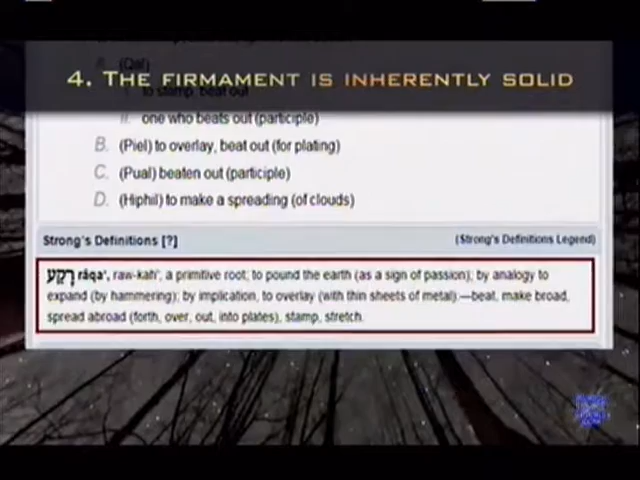 A. (Qal)
4. THE FIRMAMENT IS INHERENTLY SOLID
to stamp, beat out
II. one who beats out (participle)
B. (Piel) to overlay, beat out (for plating)
C. (Pual) beaten out (participle)
D. (Hiphil) to make a spreading (of clouds)
Strong's Definitions [?] (Strong's Definitions Legend)
רָקַע râqaʻ, raw-kah'; a primitive root; to pound the earth (as a sign of passion); by analogy to
expand (by hammering); by implication, to overlay (with thin sheets of metal):—beat, make broad,
spread abroad (forth, over, out, into plates), stamp, stretch.